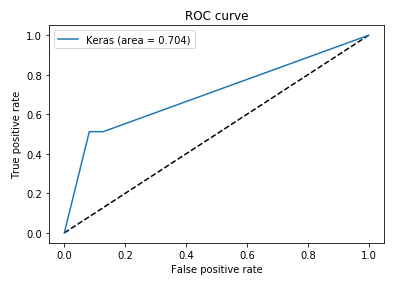 ROC curve
Keras (area = 0.704)
True positive rate
1.0
0.8
0.6
0.4
0.2
0.0
0.0 0.2 0.4 0.6 0.8 1.0
False positive rate